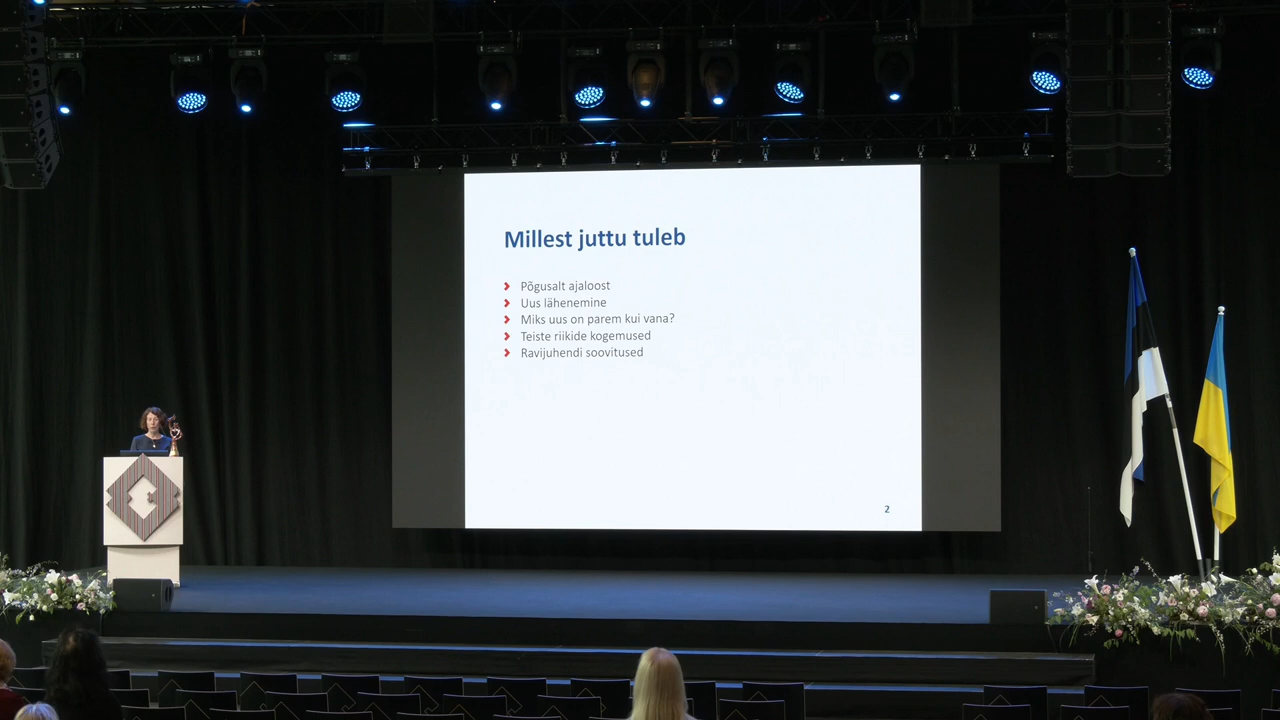 Millest juttu tuleb
Põgusalt ajaloost
Uus lähenemine
Miks uus on parem kui vana?
Teiste riikide kogemused
Ravijuhendi soovitused
2